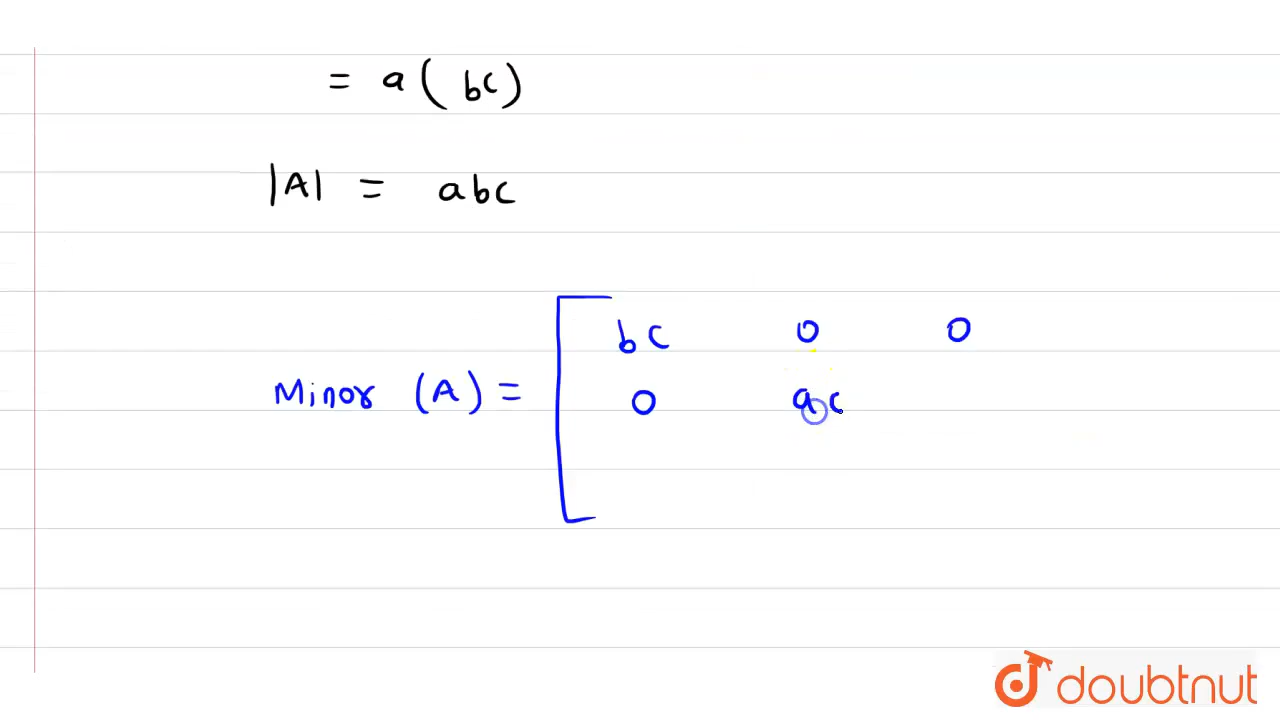 = a ( bc )
|A| = abc
bc 0 0
Minor (A) = [ 0 ac
doubtnut